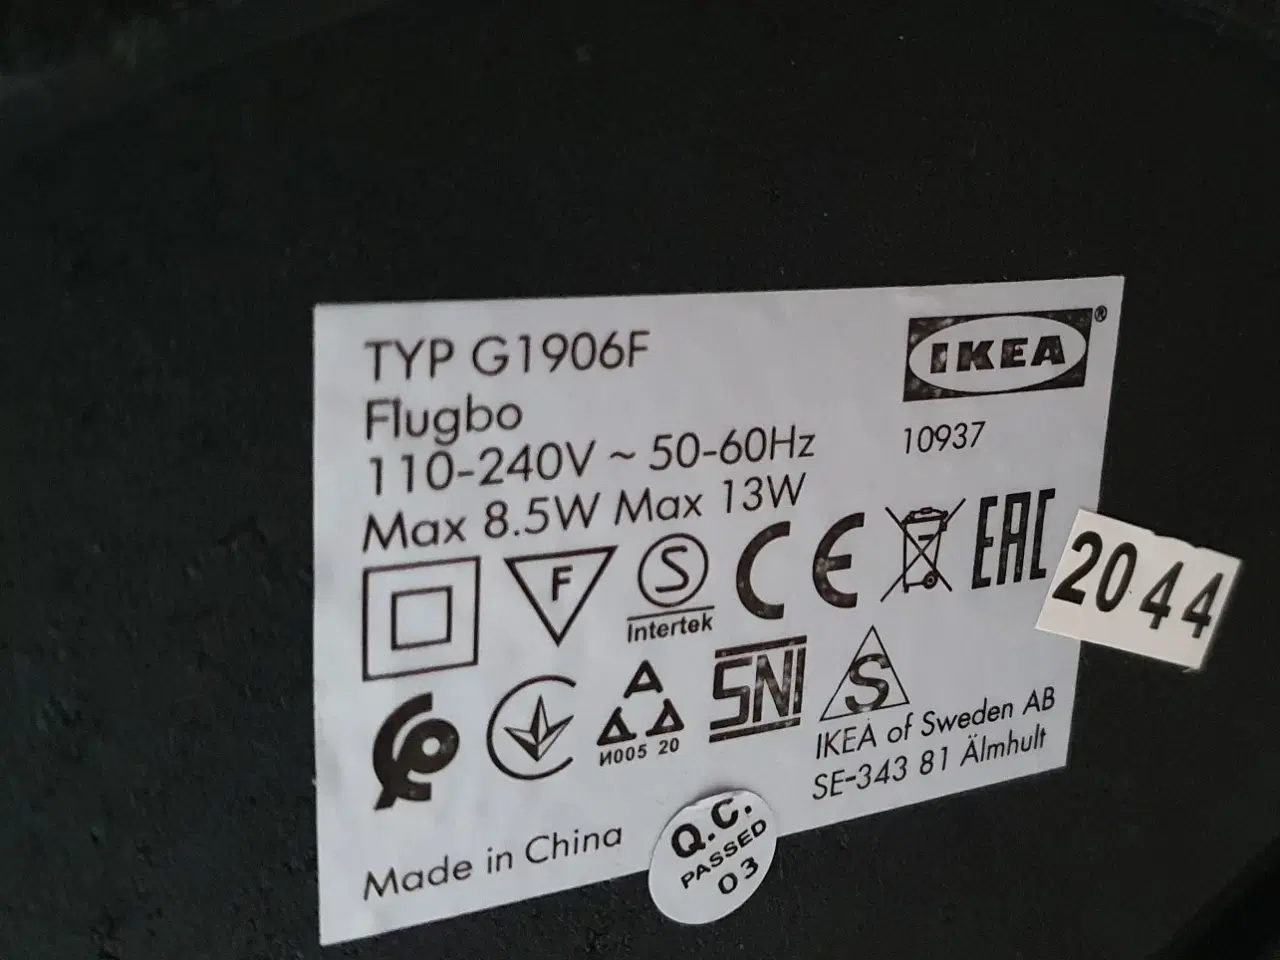 TYP G1906F
Flugbo
110-240V ~ 50-60Hz
Max 8.5W Max 13W
IKEA®
10937
F
S
Intertek
CE
EAC
2044
И005 20
SNI
S
IKEA of Sweden AB
SE-343 81 Älmhult
Made in China
Q.C.
PASSED
03